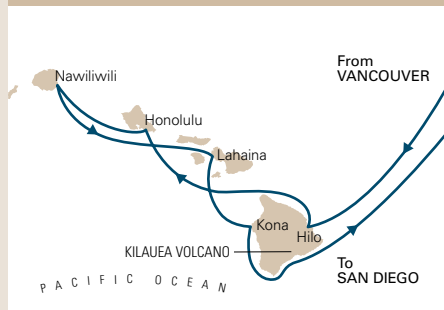 From
VANCOUVER
Nawiliwili
Honolulu
Lahaina
Kona
Hilo
KILAUEA VOLCANO
To
SAN DIEGO
PACIFIC OCEAN